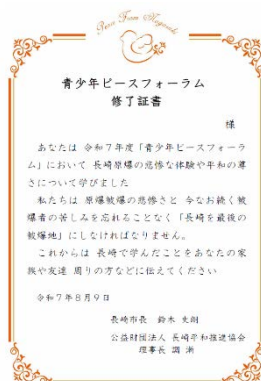 Peace From Nagasaki
青少年ピースフォーラム
修了証書
様
あなたは 令和7年度「青少年ピースフォーラ
ム」において 長崎原爆の悲惨な体験や平和の尊
さについて学びました
私たちは 原爆被爆の悲惨さと 今なお続く被
爆者の苦しみを忘れることなく「長崎を最後の
被爆地」にしなければなりません。
これからは 長崎で学んだことをあなたの家
族や友達 周りの方などに伝えてください
令和7年8月9日
長崎市長 鈴木 史朗
公益財団法人 長崎平和推進協会
理事長 調 漸